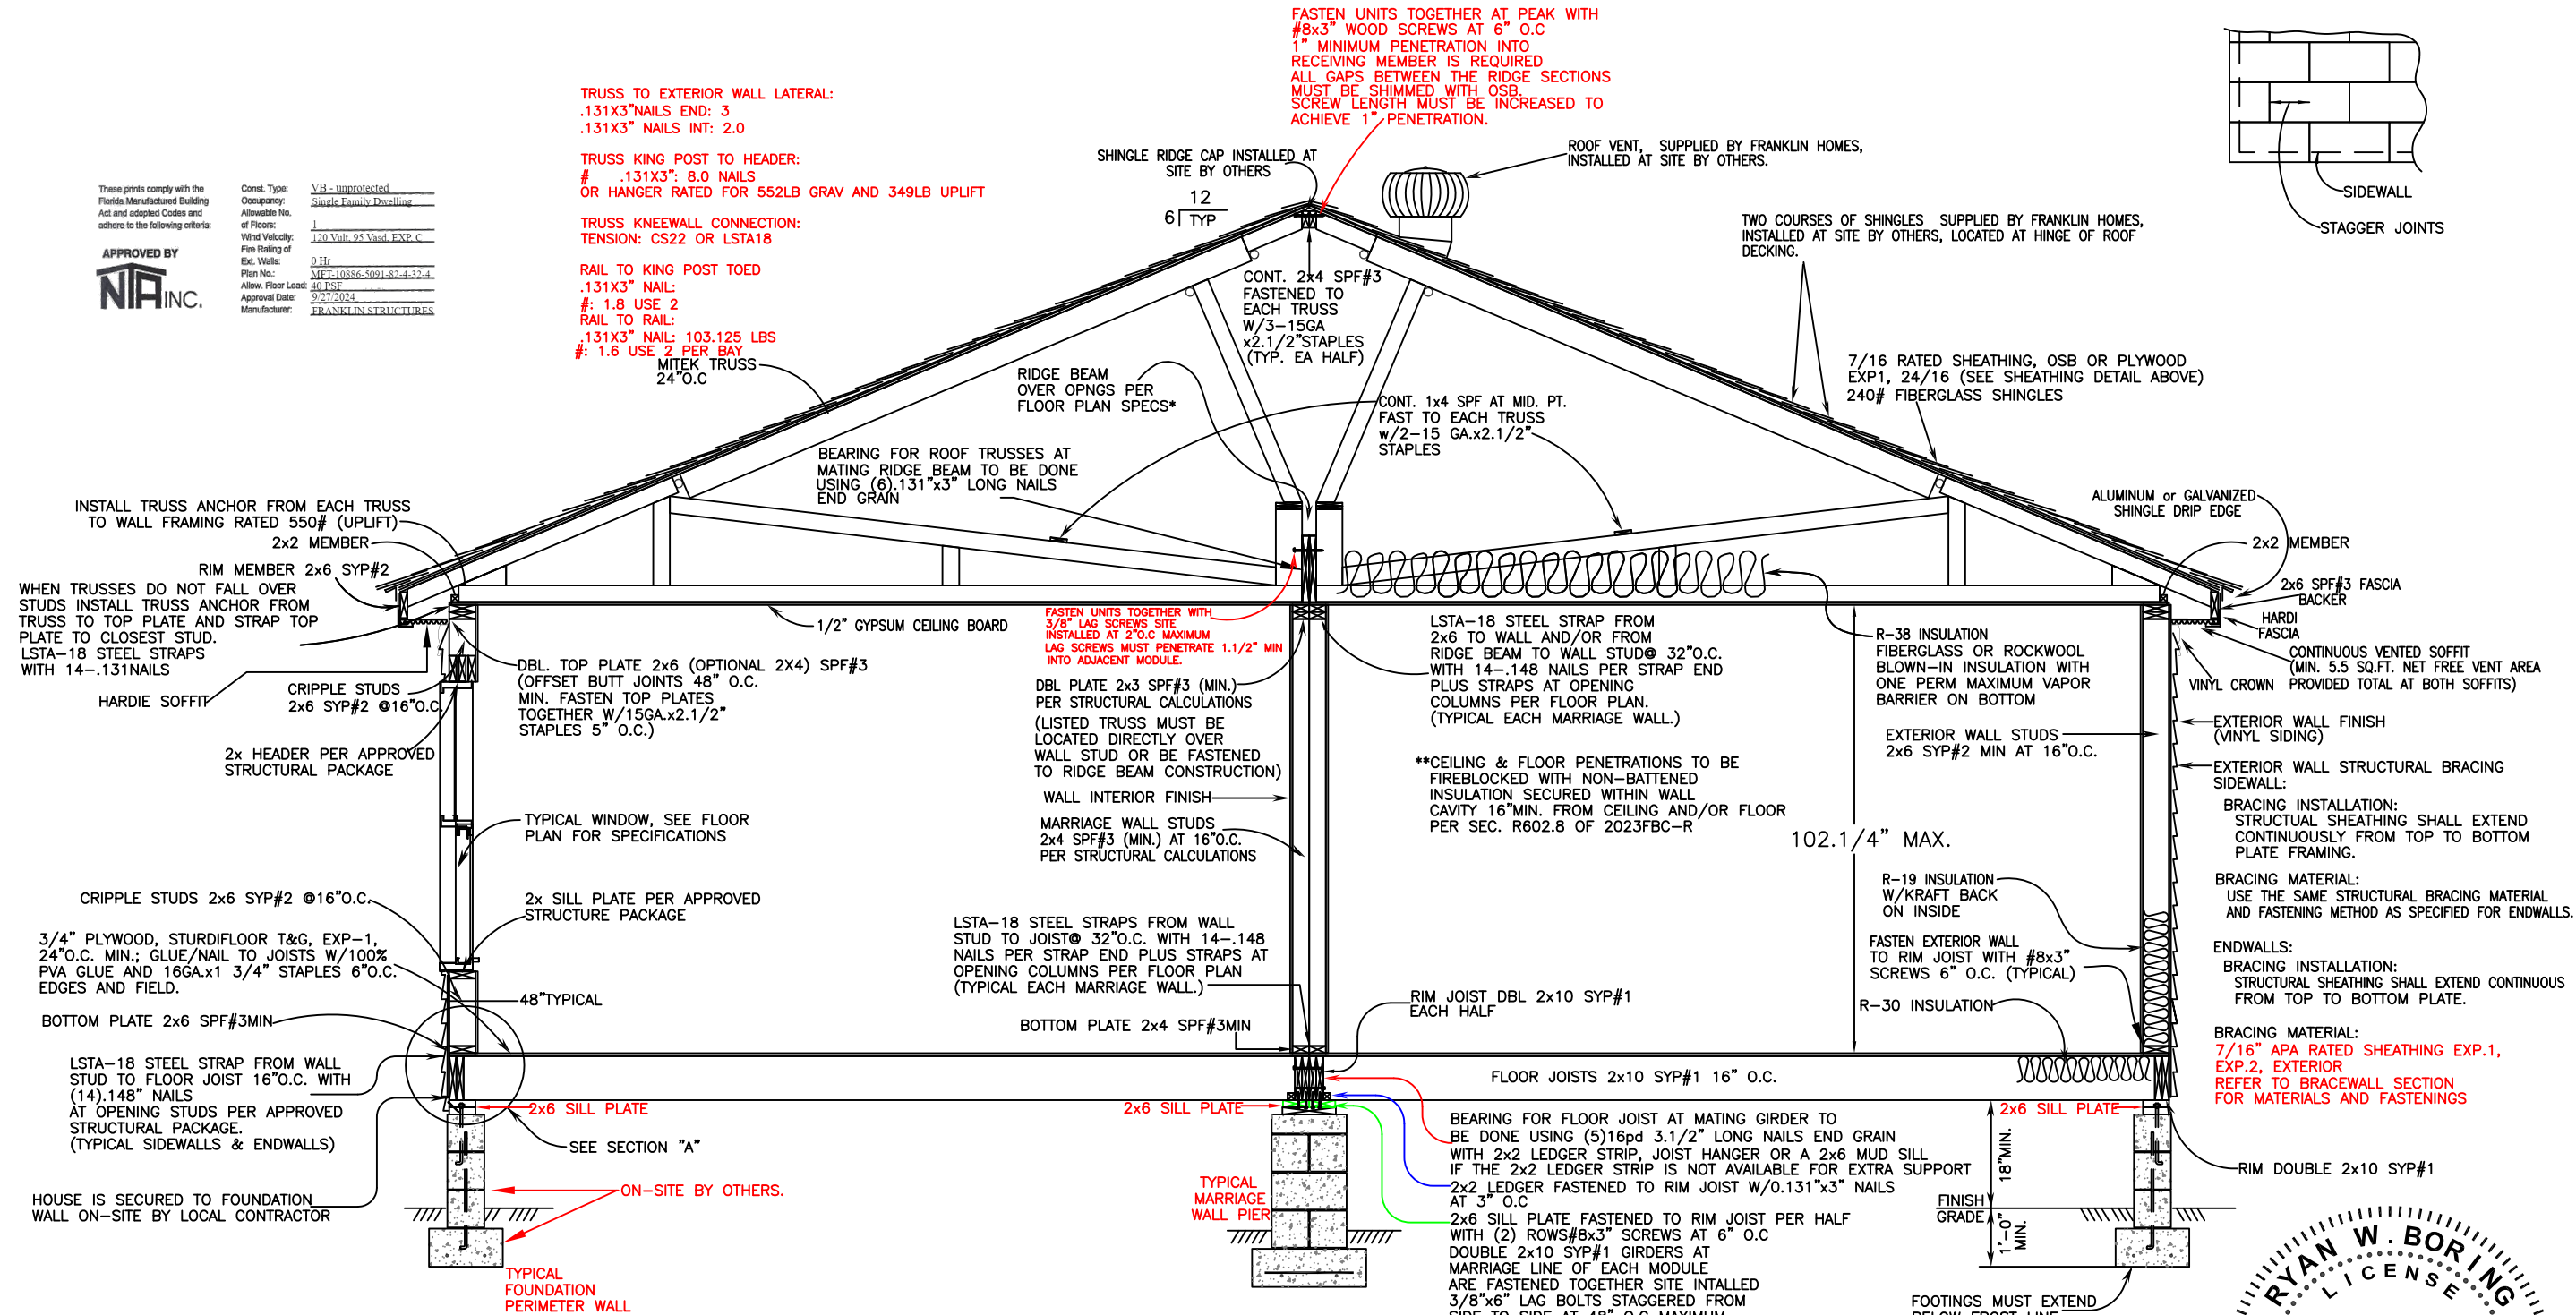 FASTEN UNITS TOGETHER AT PEAK WITH
#8x3" WOOD SCREWS AT 6" O.C
1" MINIMUM PENETRATION INTO
RECEIVING MEMBER IS REQUIRED
ALL GAPS BETWEEN THE RIDGE SECTIONS
MUST BE SHIMMED WITH OSB.
SCREW LENGTH MUST BE INCREASED TO
ACHIEVE 1" PENETRATION.
TRUSS TO EXTERIOR WALL LATERAL:
.131X3"NAILS END: 3
.131X3" NAILS INT: 2.0
TRUSS KING POST TO HEADER:
# .131X3": 8.0 NAILS
OR HANGER RATED FOR 552LB GRAV AND 349LB UPLIFT
TRUSS KNEEWALL CONNECTION:
TENSION: CS22 OR LSTA18
RAIL TO KING POST TOED
.131X3" NAIL:
#: 1.8 USE 2
RAIL TO RAIL:
.131X3" NAIL: 103.125 LBS
#: 1.6 USE 2 PER BAY
MITEK TRUSS
24"O.C
These prints comply with the
Florida Manufactured Building
Act and adopted Codes and
adhere to the following criteria:
APPROVED BY
NTA INC.
Const. Type: VB - unprotected
Occupancy: Single Family Dwelling
Allowable No.
of Floors: 1
Wind Velocity: 120 Vult, 95 Vasd, EXP. C
Fire Rating of
Ext. Walls: 0 Hr
Plan No.: MFT-10886-5091-82-4-32-4
Allow. Floor Load: 40 PSF
Approval Date: 9/27/2024
Manufacturer: FRANKLIN STRUCTURES
SHINGLE RIDGE CAP INSTALLED AT
SITE BY OTHERS
12
6 TYP
ROOF VENT, SUPPLIED BY FRANKLIN HOMES,
INSTALLED AT SITE BY OTHERS.
SIDEWALL
STAGGER JOINTS
TWO COURSES OF SHINGLES SUPPLIED BY FRANKLIN HOMES,
INSTALLED AT SITE BY OTHERS, LOCATED AT HINGE OF ROOF
DECKING.
CONT. 2x4 SPF#3
FASTENED TO
EACH TRUSS
W/3-15GA
x2.1/2"STAPLES
(TYP. EA HALF)
RIDGE BEAM
OVER OPNGS PER
FLOOR PLAN SPECS*
7/16 RATED SHEATHING, OSB OR PLYWOOD
EXP1, 24/16 (SEE SHEATHING DETAIL ABOVE)
240# FIBERGLASS SHINGLES
CONT. 1x4 SPF AT MID. PT.
FAST TO EACH TRUSS
w/2-15 GA.x2.1/2"
STAPLES
BEARING FOR ROOF TRUSSES AT
MATING RIDGE BEAM TO BE DONE
USING (6).131"x3" LONG NAILS
END GRAIN
INSTALL TRUSS ANCHOR FROM EACH TRUSS
TO WALL FRAMING RATED 550# (UPLIFT)
2x2 MEMBER
RIM MEMBER 2x6 SYP#2
WHEN TRUSSES DO NOT FALL OVER
STUDS INSTALL TRUSS ANCHOR FROM
TRUSS TO TOP PLATE AND STRAP TOP
PLATE TO CLOSEST STUD.
LSTA-18 STEEL STRAPS
WITH 14-.131NAILS
HARDIE SOFFIT
CRIPPLE STUDS
2x6 SYP#2 @16"O.C.
2x HEADER PER APPROVED
STRUCTURAL PACKAGE
DBL. TOP PLATE 2x6 (OPTIONAL 2X4) SPF#3
(OFFSET BUTT JOINTS 48" O.C.
MIN. FASTEN TOP PLATES
TOGETHER W/15GA.x2.1/2"
STAPLES 5" O.C.)
1/2" GYPSUM CEILING BOARD
FASTEN UNITS TOGETHER WITH
3/8" LAG SCREWS SITE
INSTALLED AT 2"O.C MAXIMUM
LAG SCREWS MUST PENETRATE 1.1/2" MIN
INTO ADJACENT MODULE.
DBL PLATE 2x3 SPF#3 (MIN.)
PER STRUCTURAL CALCULATIONS
(LISTED TRUSS MUST BE
LOCATED DIRECTLY OVER
WALL STUD OR BE FASTENED
TO RIDGE BEAM CONSTRUCTION)
WALL INTERIOR FINISH
MARRIAGE WALL STUDS
2x4 SPF#3 (MIN.) AT 16"O.C.
PER STRUCTURAL CALCULATIONS
LSTA-18 STEEL STRAP FROM
2x6 TO WALL AND/OR FROM
RIDGE BEAM TO WALL STUD@ 32"O.C.
WITH 14-.148 NAILS PER STRAP END
PLUS STRAPS AT OPENING
COLUMNS PER FLOOR PLAN.
(TYPICAL EACH MARRIAGE WALL.)
**CEILING & FLOOR PENETRATIONS TO BE
FIREBLOCKED WITH NON-BATTENED
INSULATION SECURED WITHIN WALL
CAVITY 16"MIN. FROM CEILING AND/OR FLOOR
PER SEC. R602.8 OF 2023FBC-R
102.1/4" MAX.
R-38 INSULATION
FIBERGLASS OR ROCKWOOL
BLOWN-IN INSULATION WITH
ONE PERM MAXIMUM VAPOR
BARRIER ON BOTTOM
EXTERIOR WALL STUDS
2x6 SYP#2 MIN AT 16"O.C.
ALUMINUM or GALVANIZED
SHINGLE DRIP EDGE
2x2 MEMBER
2x6 SPF#3 FASCIA
BACKER
HARDI
FASCIA
CONTINUOUS VENTED SOFFIT
(MIN. 5.5 SQ.FT. NET FREE VENT AREA
PROVIDED TOTAL AT BOTH SOFFITS)
VINYL CROWN
EXTERIOR WALL FINISH
(VINYL SIDING)
EXTERIOR WALL STRUCTURAL BRACING
SIDEWALL:
BRACING INSTALLATION:
STRUCTUAL SHEATHING SHALL EXTEND
CONTINUOUSLY FROM TOP TO BOTTOM
PLATE FRAMING.
BRACING MATERIAL:
USE THE SAME STRUCTURAL BRACING MATERIAL
AND FASTENING METHOD AS SPECIFIED FOR ENDWALLS.
ENDWALLS:
BRACING INSTALLATION:
STRUCTURAL SHEATHING SHALL EXTEND CONTINUOUS
FROM TOP TO BOTTOM PLATE.
BRACING MATERIAL:
7/16" APA RATED SHEATHING EXP.1,
EXP.2, EXTERIOR
REFER TO BRACEWALL SECTION
FOR MATERIALS AND FASTENINGS
TYPICAL WINDOW, SEE FLOOR
PLAN FOR SPECIFICATIONS
CRIPPLE STUDS 2x6 SYP#2 @16"O.C.
2x SILL PLATE PER APPROVED
STRUCTURE PACKAGE
3/4" PLYWOOD, STURDIFLOOR T&G, EXP-1,
24"O.C. MIN.; GLUE/NAIL TO JOISTS W/100%
PVA GLUE AND 16GA.x1 3/4" STAPLES 6"O.C.
EDGES AND FIELD.
48"TYPICAL
BOTTOM PLATE 2x6 SPF#3MIN
LSTA-18 STEEL STRAP FROM WALL
STUD TO FLOOR JOIST 16"O.C. WITH
(14).148" NAILS
AT OPENING STUDS PER APPROVED
STRUCTURAL PACKAGE.
(TYPICAL SIDEWALLS & ENDWALLS)
HOUSE IS SECURED TO FOUNDATION
WALL ON-SITE BY LOCAL CONTRACTOR
2x6 SILL PLATE
SEE SECTION "A"
ON-SITE BY OTHERS.
TYPICAL
FOUNDATION
PERIMETER WALL
LSTA-18 STEEL STRAPS FROM WALL
STUD TO JOIST@ 32"O.C. WITH 14-.148
NAILS PER STRAP END PLUS STRAPS AT
OPENING COLUMNS PER FLOOR PLAN
(TYPICAL EACH MARRIAGE WALL.)
BOTTOM PLATE 2x4 SPF#3MIN
RIM JOIST DBL 2x10 SYP#1
EACH HALF
R-19 INSULATION
W/KRAFT BACK
ON INSIDE
FASTEN EXTERIOR WALL
TO RIM JOIST WITH #8x3"
SCREWS 6" O.C. (TYPICAL)
R-30 INSULATION
FLOOR JOISTS 2x10 SYP#1 16" O.C.
2x6 SILL PLATE
TYPICAL
MARRIAGE
WALL PIER
BEARING FOR FLOOR JOIST AT MATING GIRDER TO
BE DONE USING (5)16pd 3.1/2" LONG NAILS END GRAIN
WITH 2x2 LEDGER STRIP, JOIST HANGER OR A 2x6 MUD SILL
IF THE 2x2 LEDGER STRIP IS NOT AVAILABLE FOR EXTRA SUPPORT
2x2 LEDGER FASTENED TO RIM JOIST W/0.131"x3" NAILS
AT 3" O.C
2x6 SILL PLATE FASTENED TO RIM JOIST PER HALF
WITH (2) ROWS#8x3" SCREWS AT 6" O.C
DOUBLE 2x10 SYP#1 GIRDERS AT
MARRIAGE LINE OF EACH MODULE
ARE FASTENED TOGETHER SITE INTALLED
3/8"x6" LAG BOLTS STAGGERED FROM
SIDE TO SIDE AT 48" O.C MAXIMUM
2x6 SILL PLATE
18"MIN.
FINISH
GRADE
1'-0"
MIN.
RIM DOUBLE 2x10 SYP#1
FOOTINGS MUST EXTEND
BELOW FROST LINE
RYAN W. BORING
LICENSE